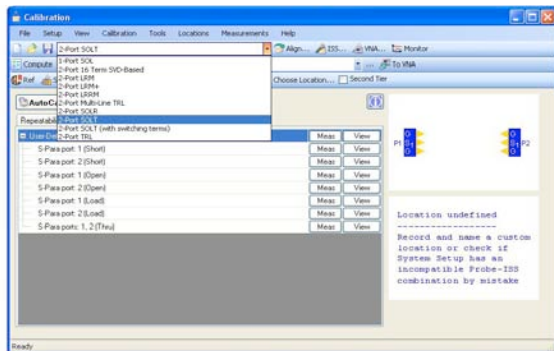 Calibration
File Setup View Calibration Tools Locations Measurements Help
2-Port SOLT Align... ISS... VNA... Monitor
1-Port SOL
2-Port 16 Term SVD-Based
2-Port LRM
2-Port LRM+
2-Port LRRM
2-Port Multi-Line TRL
2-Port SOLR
2-Port SOLT
2-Port SOLT (with switching terms)
2-Port TRL
Compute ... To VNA
Ref Choose Location... Second Tier
AutoCa
Repeatabil
User-De Meas View
S-Para port: 1 (Short) Meas View
S-Para port: 2 (Short) Meas View
S-Para port: 1 (Open) Meas View
S-Para port: 2 (Open) Meas View
S-Para port: 1 (Load) Meas View
S-Para port: 2 (Load) Meas View
S-Para ports: 1, 2 (Thru) Meas View
P1 G S1 G G S1 G P2
Location undefined
------------------
Record and name a custom
location or check if
System Setup has an
incompatible Probe-ISS
combination by mistake
Ready